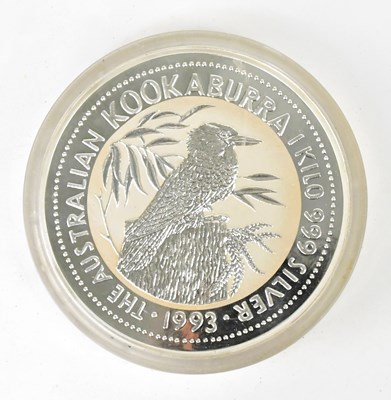 THE AUSTRALIAN KOOKABURRA 1 KILO 999 SILVER
· 1993 ·